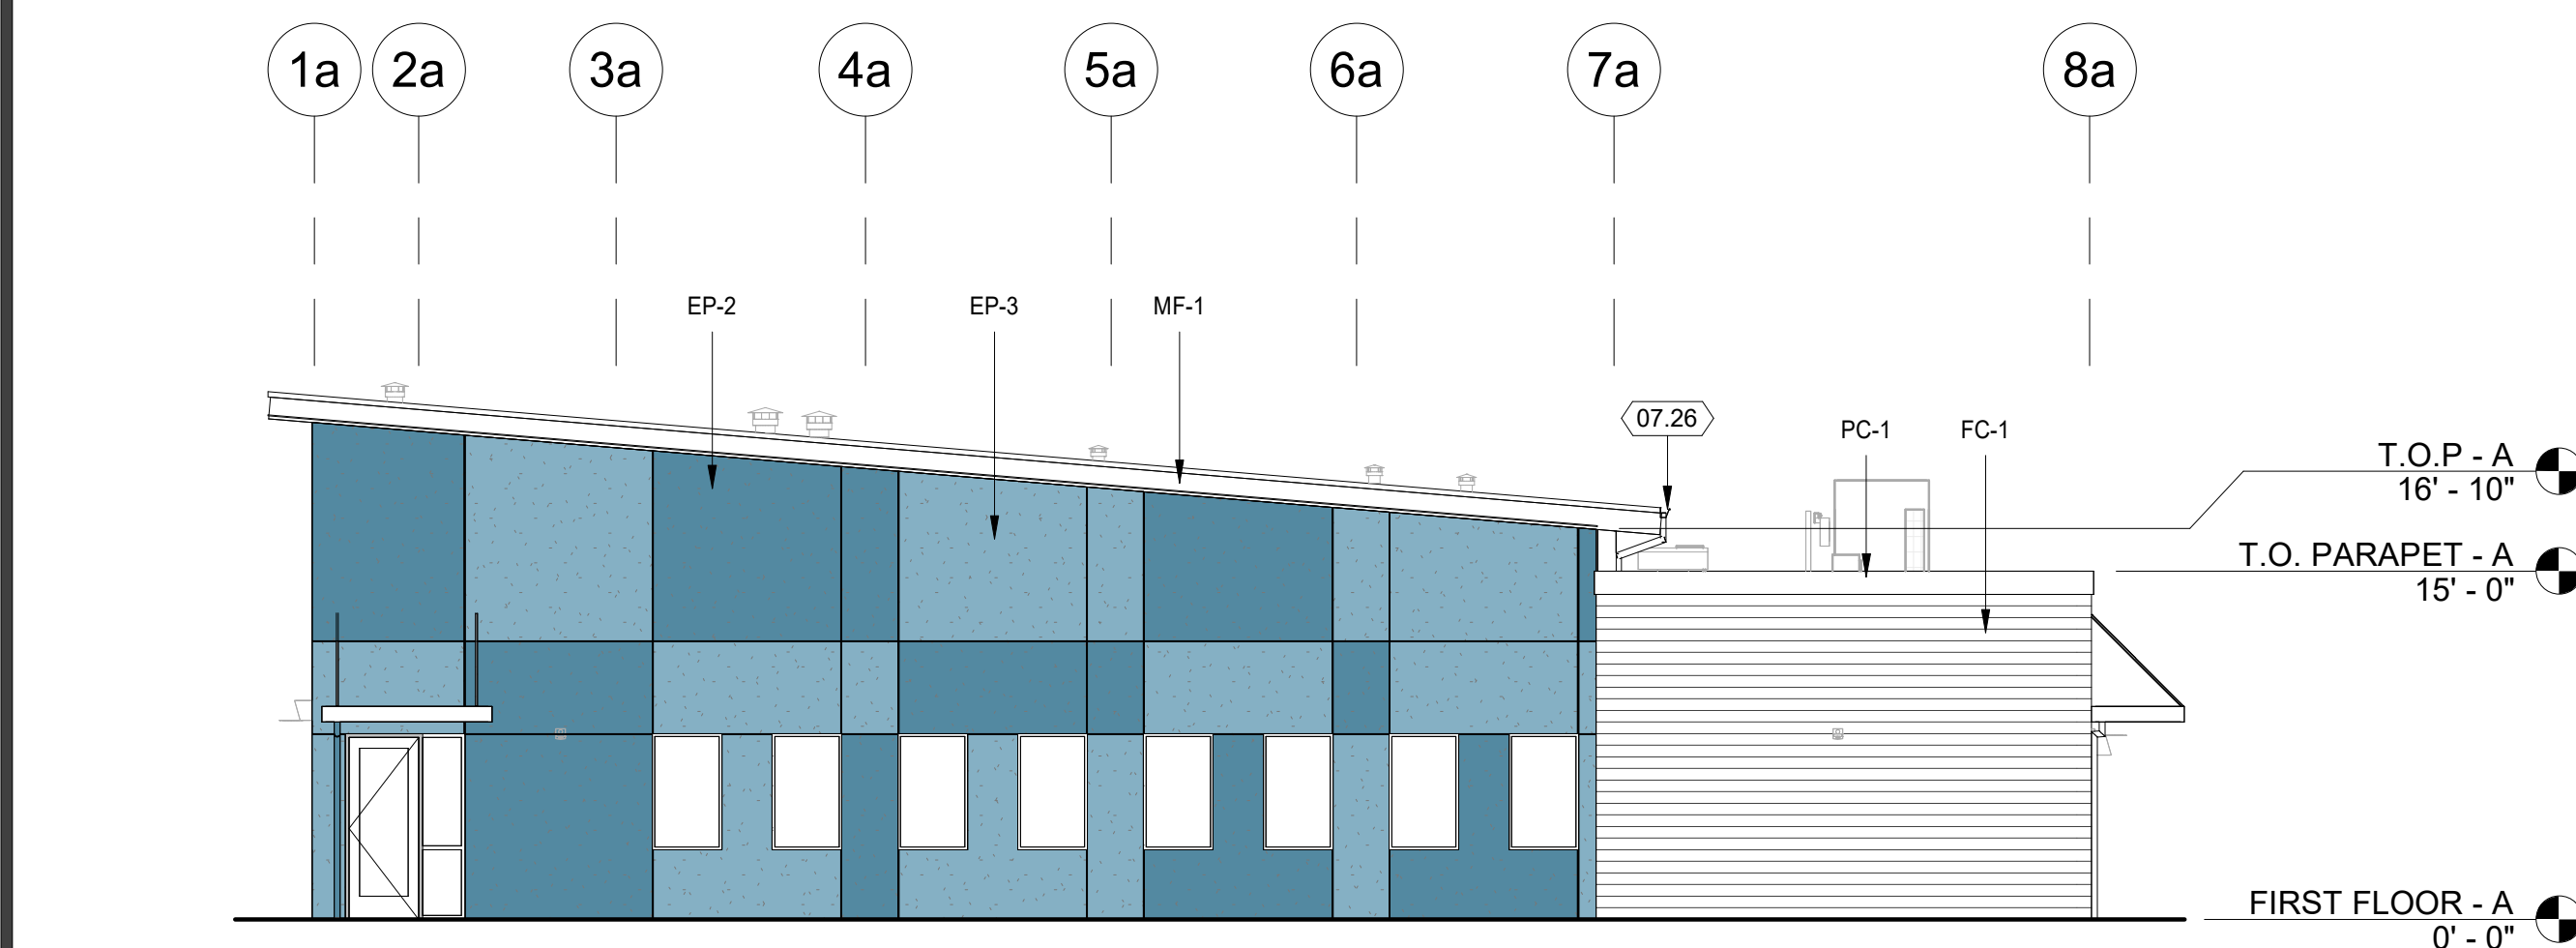 1a 2a 3a 4a 5a 6a 7a 8a
EP-2 EP-3 MF-1
07.26 PC-1 FC-1
T.O.P - A
16' - 10"
T.O. PARAPET - A
15' - 0"
FIRST FLOOR - A
0' - 0"